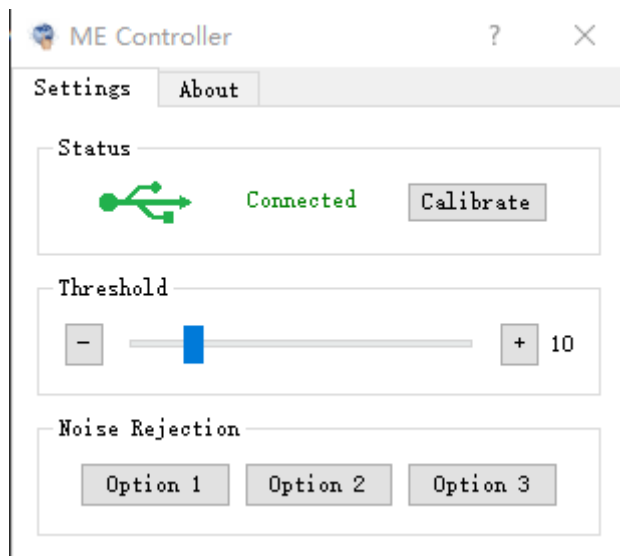 ME Controller ?
Settings About
Status
Connected Calibrate
Threshold
- + 10
Noise Rejection
Option 1 Option 2 Option 3